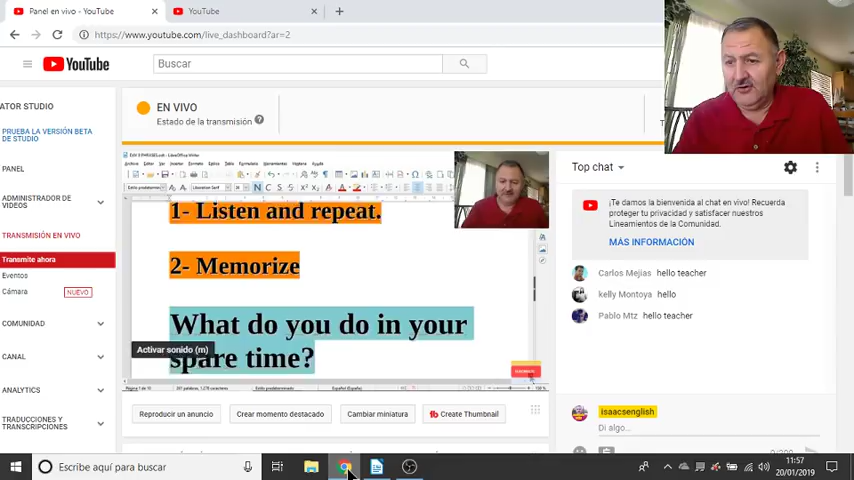 Panel en vivo - YouTube
YouTube
https://www.youtube.com/live_dashboard?ar=2
YouTube
Buscar
ATOR STUDIO
PRUEBA LA VERSIÓN BETA
DE STUDIO
PANEL
ADMINISTRADOR DE
VIDEOS
TRANSMISIÓN EN VIVO
Transmite ahora
Eventos
Cámara
NUEVO
COMUNIDAD
CANAL
ANALYTICS
TRADUCCIONES Y
TRANSCRIPCIONES
EN VIVO
Estado de la transmisión
T
1- Listen and repeat.
2- Memorize
What do you do in your
spare time?
Activar sonido (m)
Reproducir un anuncio
Crear momento destacado
Cambiar miniatura
Create Thumbnail
Top chat
¡Te damos la bienvenida al chat en vivo! Recuerda
proteger tu privacidad y satisfacer nuestros
Lineamientos de la Comunidad.
MÁS INFORMACIÓN
Carlos Mejias hello teacher
kelly Montoya hello
Pablo Mtz hello teacher
isaacsenglish
Di algo...
Escribe aquí para buscar
11:57
20/01/2019